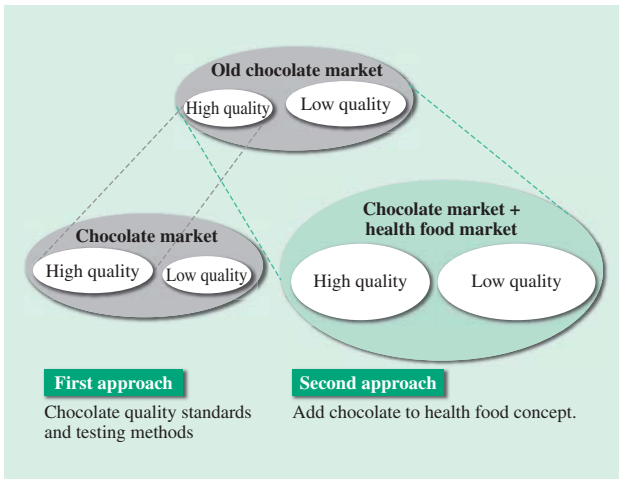 Old chocolate market
High quality
Low quality
Chocolate market
High quality
Low quality
Chocolate market +
health food market
High quality
Low quality
First approach
Chocolate quality standards
and testing methods
Second approach
Add chocolate to health food concept.